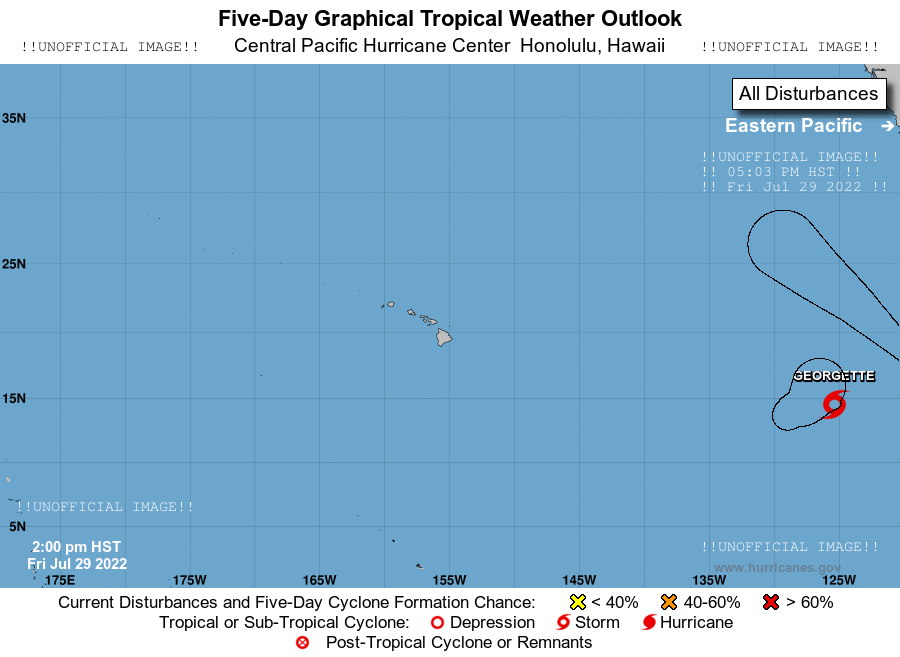 Five-Day Graphical Tropical Weather Outlook
!!UNOFFICIAL IMAGE!! Central Pacific Hurricane Center Honolulu, Hawaii !!UNOFFICIAL IMAGE!!
All Disturbances
35N
Eastern Pacific →
!!UNOFFICIAL IMAGE!!
!! 05:03 PM HST !!
!! Fri Jul 29 2022 !!
25N
GEORGETTE
15N
!!UNOFFICIAL IMAGE!!
5N
2:00 pm HST
Fri Jul 29 2022
!!UNOFFICIAL IMAGE!!
www.hurricanes.gov
175E 175W 165W 155W 145W 135W 125W
Current Disturbances and Five-Day Cyclone Formation Chance: < 40% 40-60% > 60%
Tropical or Sub-Tropical Cyclone: Depression Storm Hurricane
Post-Tropical Cyclone or Remnants